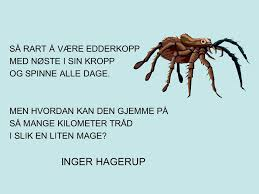 SÅ RART Å VÆRE EDDERKOPP
MED NØSTE I SIN KROPP
OG SPINNE ALLE DAGE.
MEN HVORDAN KAN DEN GJEMME PÅ
SÅ MANGE KILOMETER TRÅD
I SLIK EN LITEN MAGE?
INGER HAGERUP